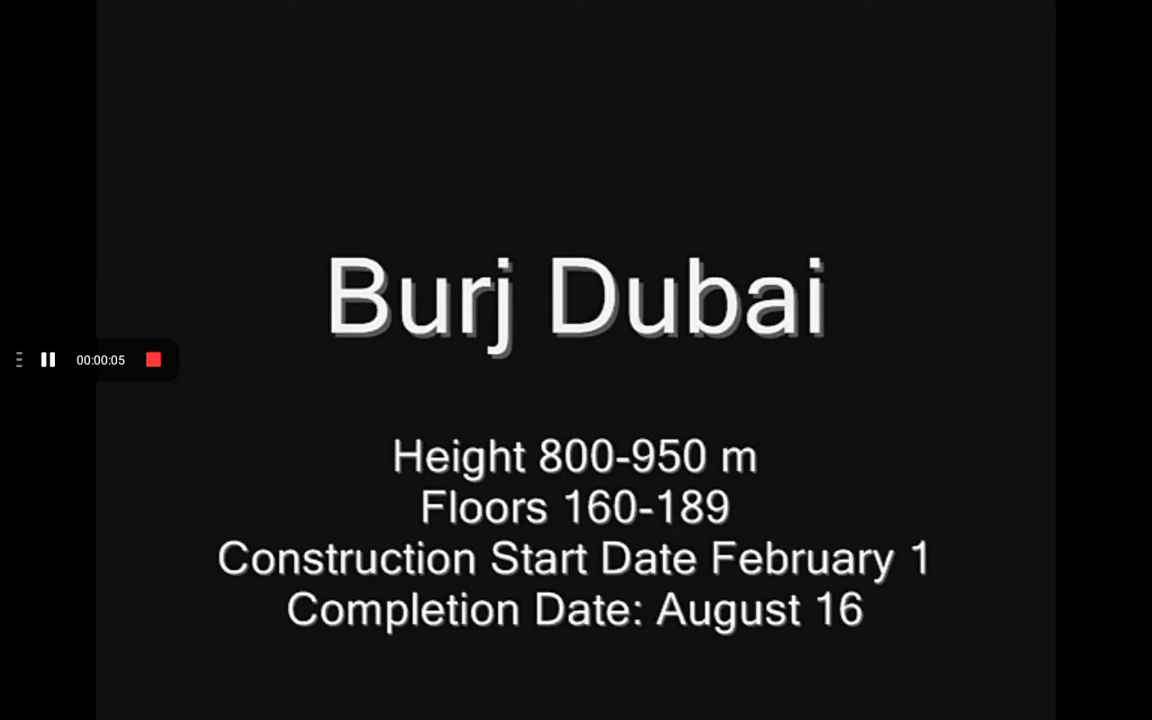 Burj Dubai
00:00:05
Height 800-950 m
Floors 160-189
Construction Start Date February 1
Completion Date: August 16